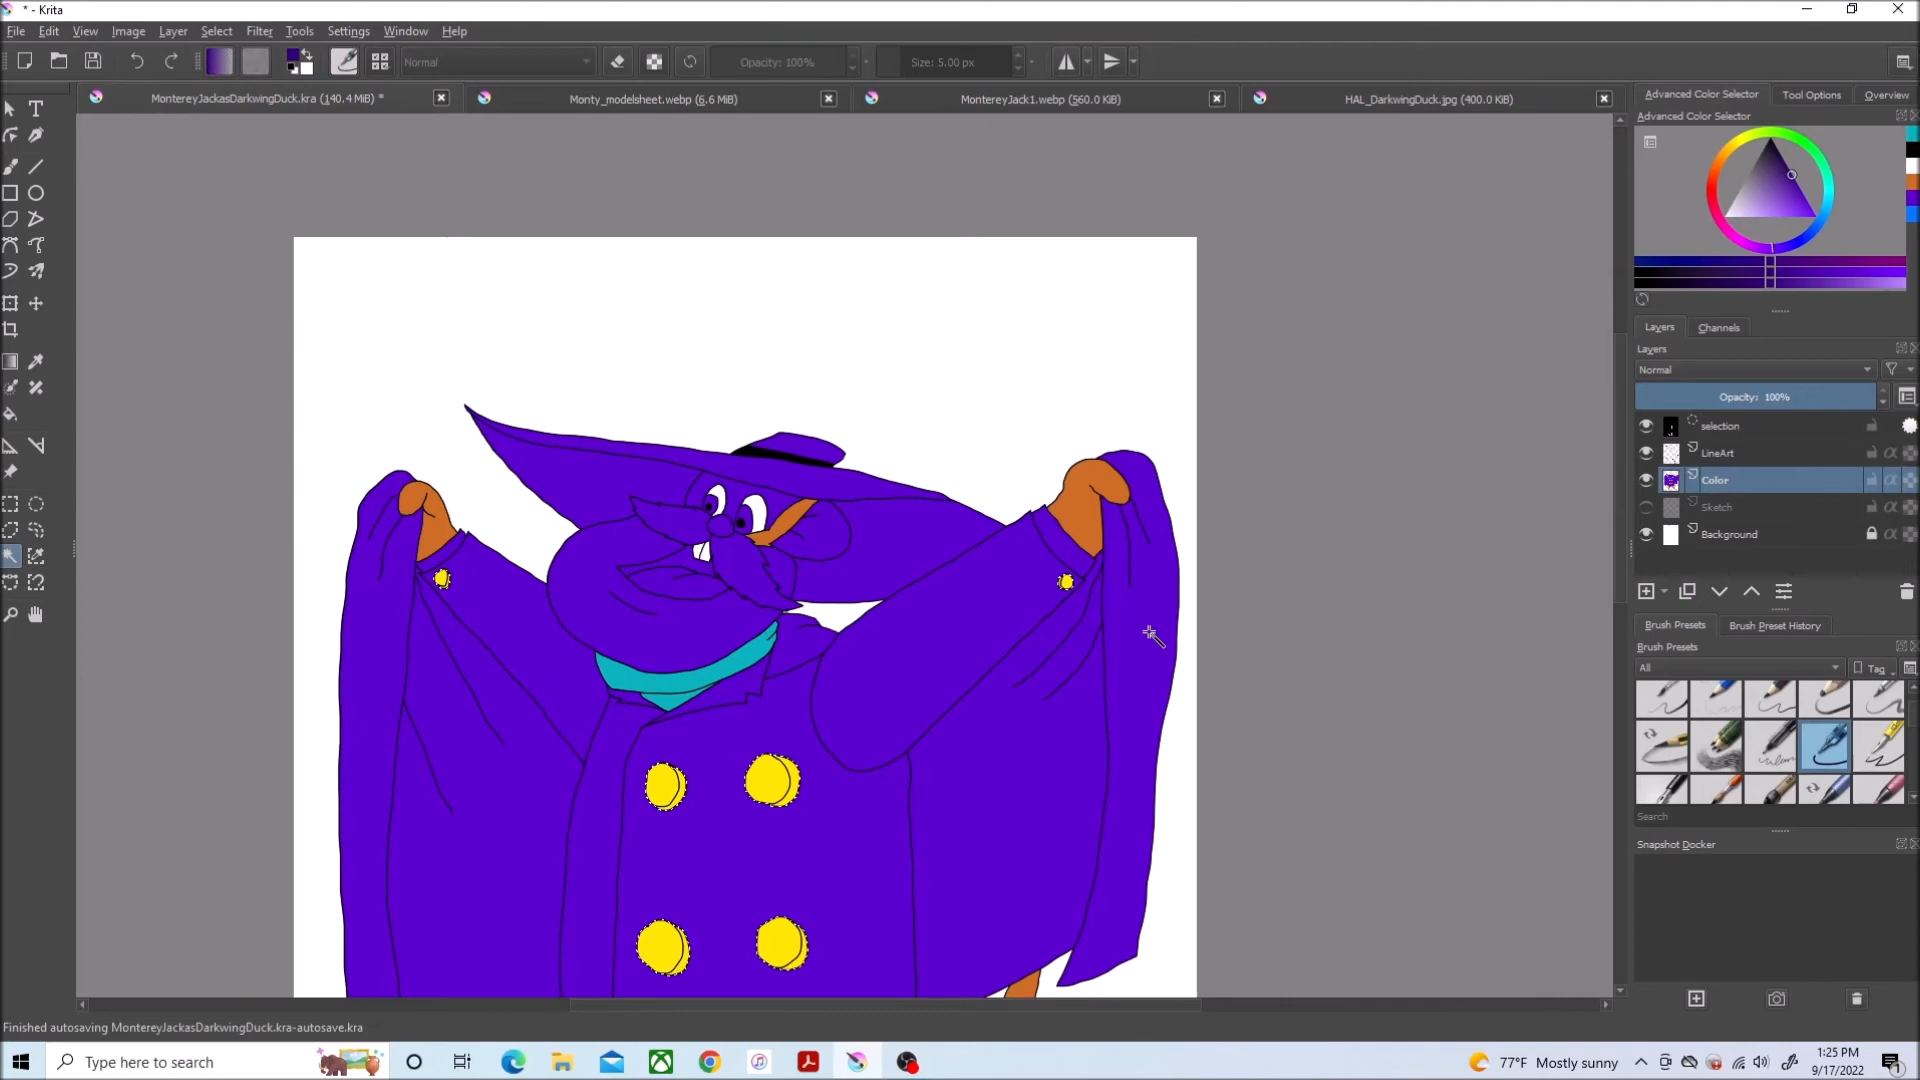 * - Krita
File Edit View Image Layer Select Filter Tools Settings Window Help
Normal Opacity: 100% Size: 5.00 px
MontereyJackasDarkwingDuck.kra (140.4 MiB) * Monty_modelsheet.webp (6.6 MiB) MontereyJack1.webp (560.0 KiB) HAL_DarkwingDuck.jpg (400.0 KiB)
Advanced Color Selector Tool Options Overview
Advanced Color Selector
Layers Channels
Layers
Normal
Opacity: 100%
selection
LineArt
Color
Sketch
Background
Brush Presets Brush Preset History
Brush Presets
All Tag
Search
Snapshot Docker
Finished autosaving MontereyJackasDarkwingDuck.kra-autosave.kra
Type here to search 77°F Mostly sunny 1:25 PM
9/17/2022